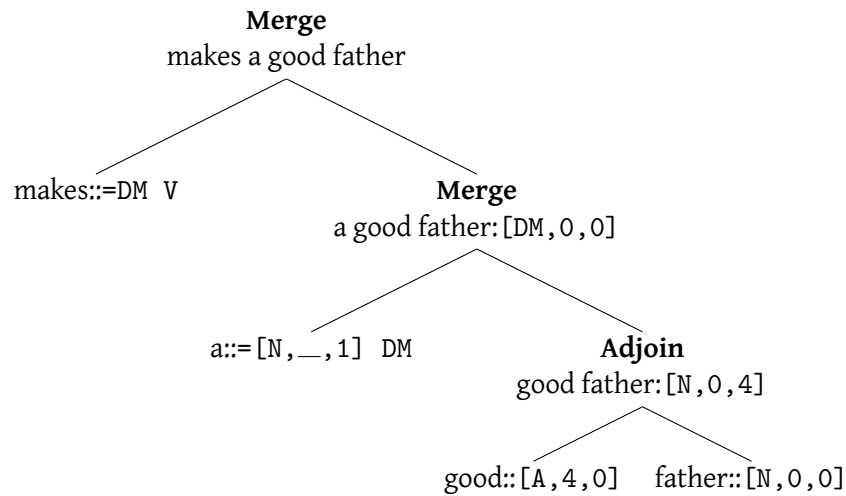 Merge
makes a good father
makes::=DM V
Merge
a good father:[DM,0,0]
a::=[N,__,1] DM
Adjoin
good father:[N,0,4]
good::[A,4,0]
father::[N,0,0]